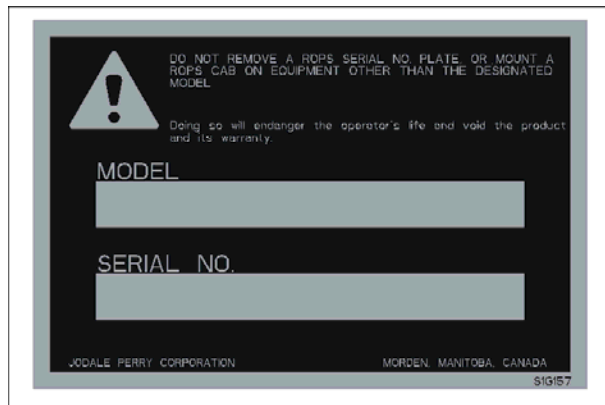 DO NOT REMOVE A ROPS SERIAL NO. PLATE, OR MOUNT A
ROPS CAB ON EQUIPMENT OTHER THAN THE DESIGNATED
MODEL
Doing so will endanger the operator's life and void the product
and its warranty.
MODEL
SERIAL NO.
JODALE PERRY CORPORATION MORDEN, MANITOBA, CANADA
SIG157